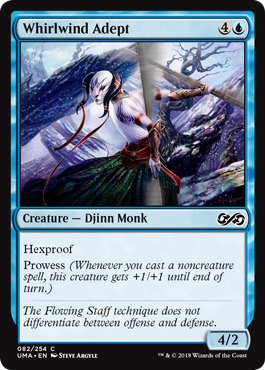 Whirlwind Adept 4
Creature — Djinn Monk
Hexproof
Prowess (Whenever you cast a noncreature
spell, this creature gets +1/+1 until end of
turn.)
The Flowing Staff technique does not
differentiate between offense and defense.
4/2
082/254 C
UMA • EN STEVE ARGYLE ™ & © 2018 Wizards of the Coast